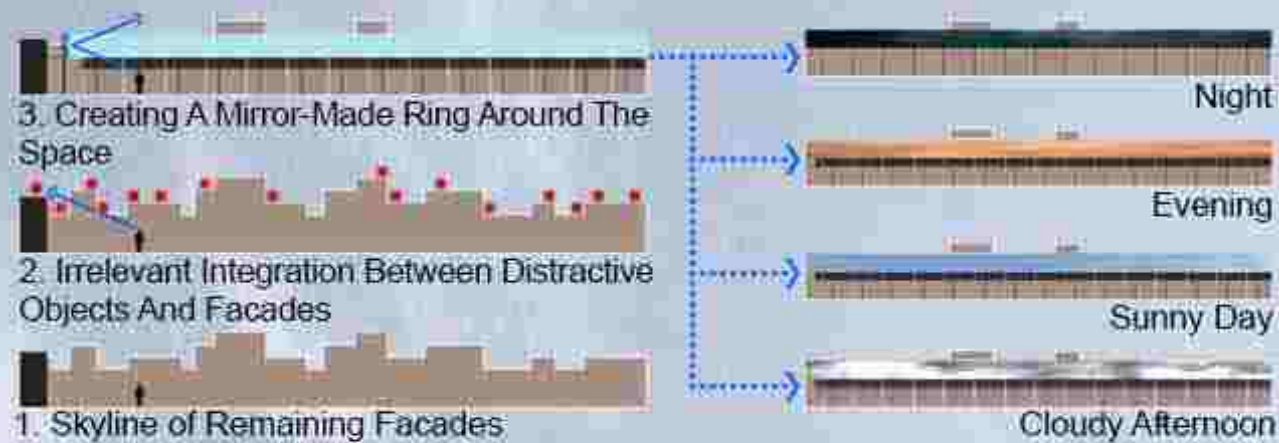 3. Creating A Mirror-Made Ring Around The
Space
2. Irrelevant Integration Between Distractive
Objects And Facades
1. Skyline of Remaining Facades
Night
Evening
Sunny Day
Cloudy Afternoon